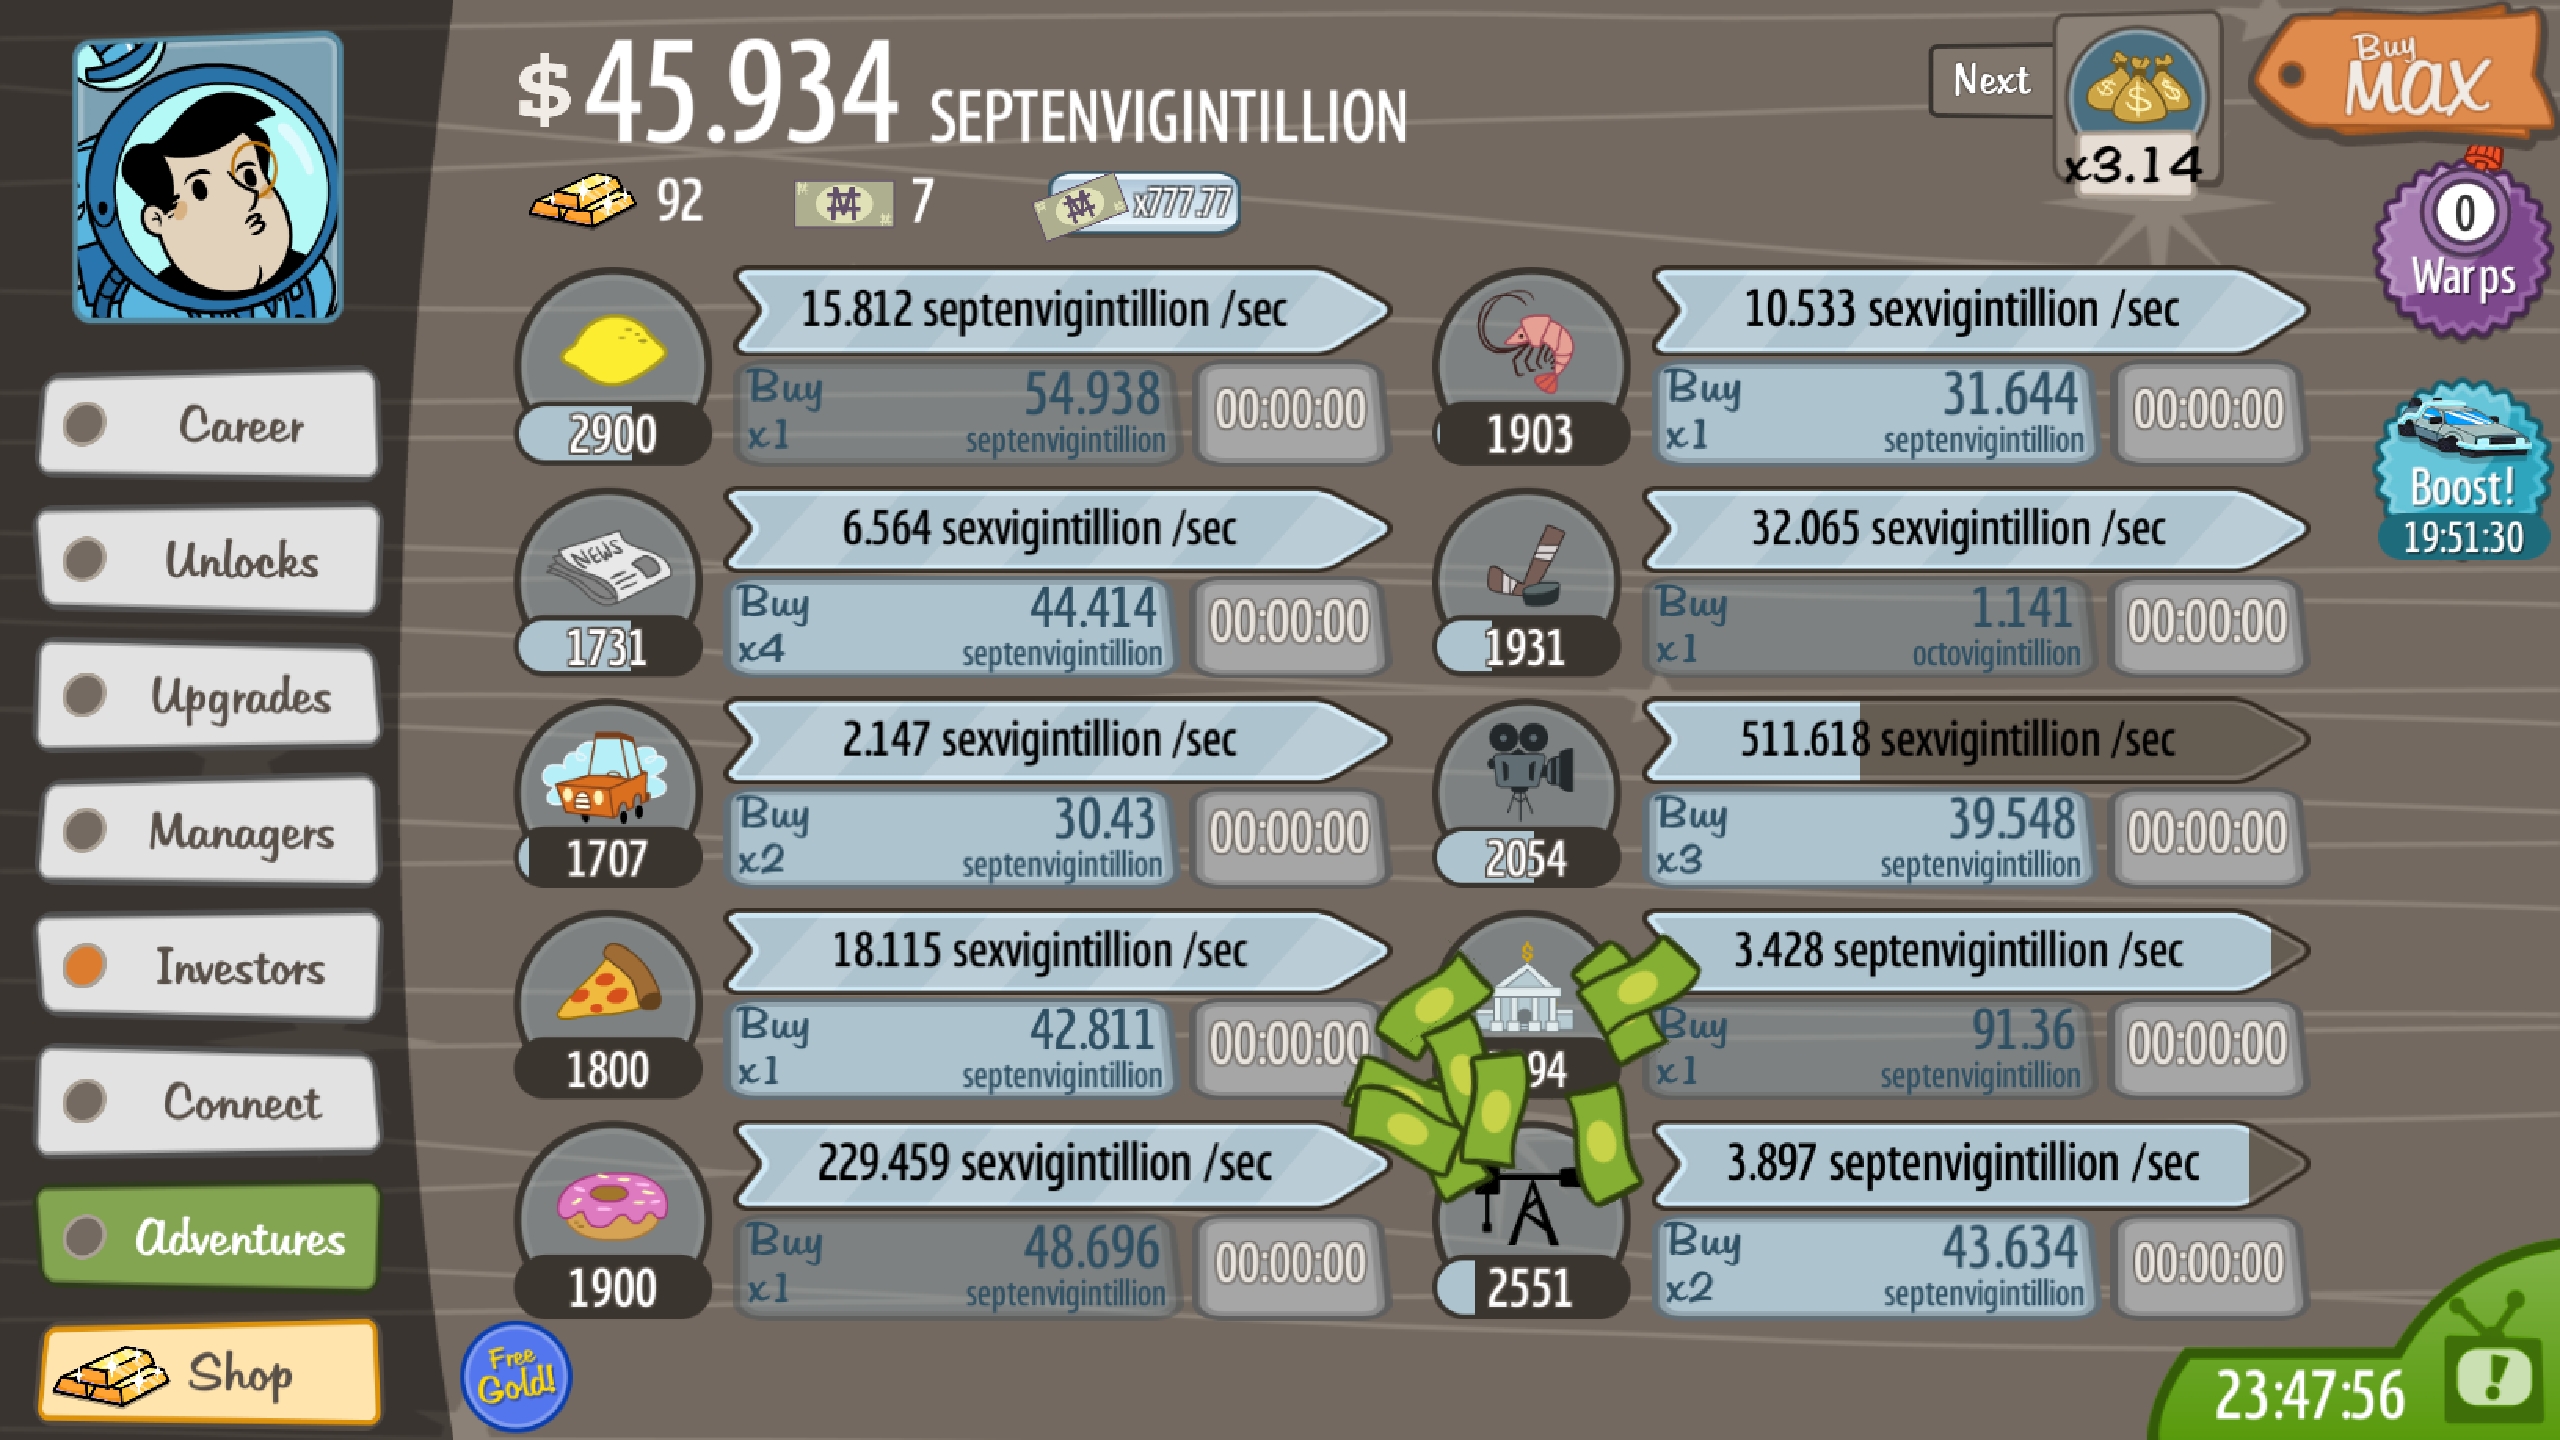 $45.934 SEPTENVIGINTILLION
Next
x3.14
Buy
MAX
92
7
x777.77
0
Warps
Boost!
19:51:30
Career
Unlocks
Upgrades
Managers
Investors
Connect
Adventures
Shop
15.812 septenvigintillion /sec
2900
Buy x1
54.938
septenvigintillion
00:00:00
10.533 sexvigintillion /sec
1903
Buy x1
31.644
septenvigintillion
00:00:00
NEWS
6.564 sexvigintillion /sec
1731
Buy x4
44.414
septenvigintillion
00:00:00
32.065 sexvigintillion /sec
1931
Buy x1
1.141
octovigintillion
00:00:00
2.147 sexvigintillion /sec
1707
Buy x2
30.43
septenvigintillion
00:00:00
511.618 sexvigintillion /sec
2054
Buy x3
39.548
septenvigintillion
00:00:00
18.115 sexvigintillion /sec
1800
Buy x1
42.811
septenvigintillion
00:00:00
3.428 septenvigintillion /sec
94
Buy x1
91.36
septenvigintillion
00:00:00
229.459 sexvigintillion /sec
1900
Buy x1
48.696
septenvigintillion
00:00:00
3.897 septenvigintillion /sec
2551
Buy x2
43.634
septenvigintillion
00:00:00
Free
Gold!
23:47:56